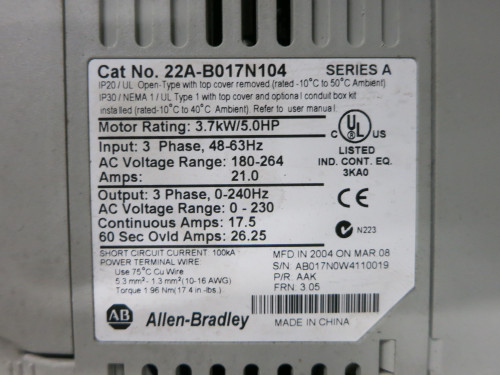 Cat No. 22A-B017N104 SERIES A
IP20 / UL Open-Type with top cover removed (rated -10°C to 50°C Ambient)
IP30 / NEMA 1 / UL Type 1 with top cover and optional conduit box kit
installed (rated-10°C to 40°C Ambient). Refer to user manual.
Motor Rating: 3.7kW/5.0HP
Input: 3 Phase, 48-63Hz
AC Voltage Range: 180-264
Amps: 21.0
C UL US
LISTED
IND. CONT. EQ.
3KA0
Output: 3 Phase, 0-240Hz
AC Voltage Range: 0 - 230
Continuous Amps: 17.5
60 Sec Ovld Amps: 26.25
N223
SHORT CIRCUIT CURRENT 100kA
POWER TERMINAL WIRE
Use 75°C Cu Wire
5.3 mm² - 1.3 mm² (10-16 AWG)
Torque 1.96 Nm (17.4 in -lbs.)
MFD IN 2004 ON MAR 08
S/N: AB017N0W4110019
P/R: AAK
FRN: 3.05
AB Allen-Bradley MADE IN CHINA